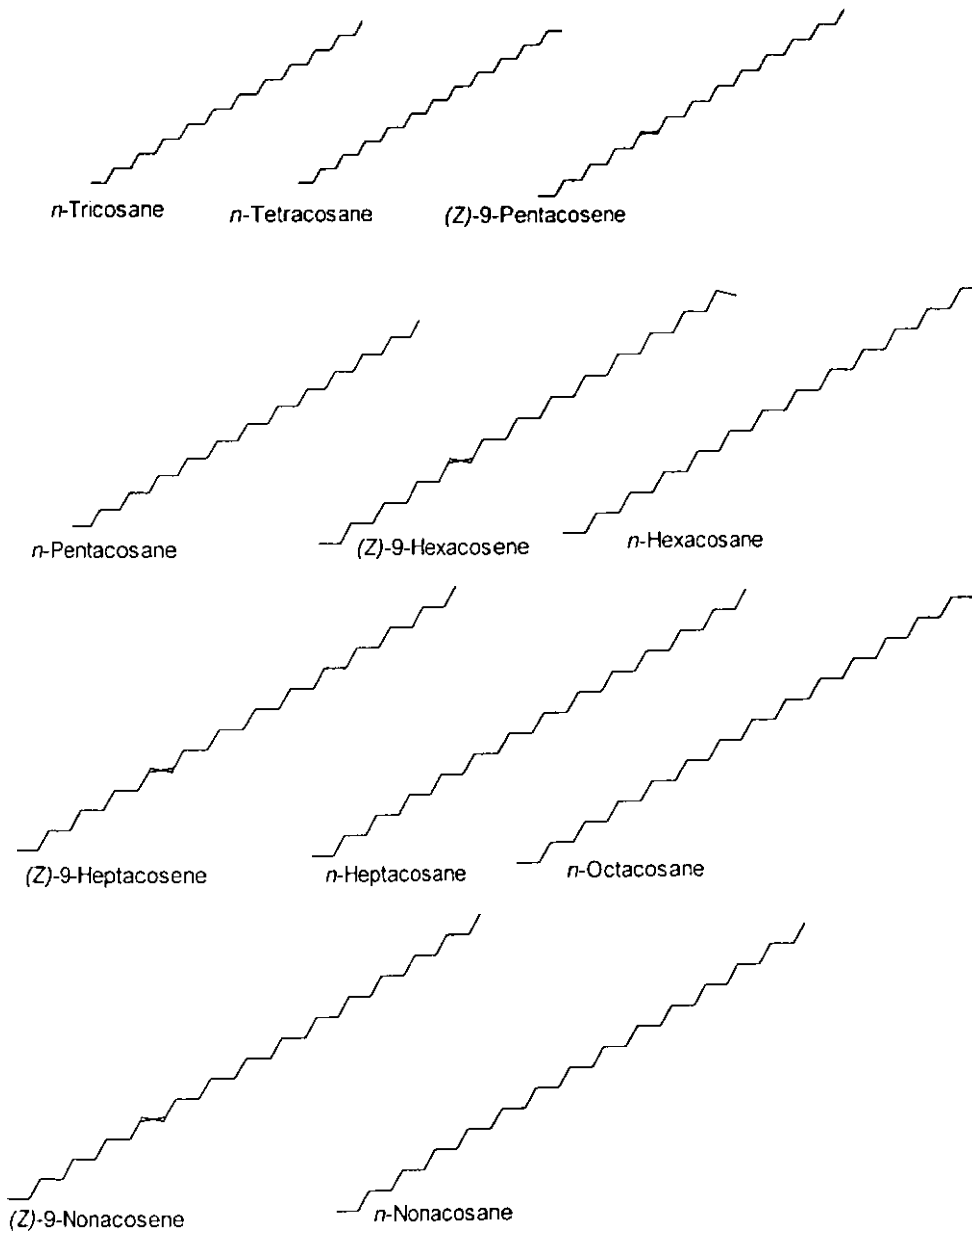 n-Tricosane
n-Tetracosane
(Z)-9-Pentacosene
n-Pentacosane
(Z)-9-Hexacosene
n-Hexacosane
(Z)-9-Heptacosene
n-Heptacosane
n-Octacosane
(Z)-9-Nonacosene
n-Nonacosane